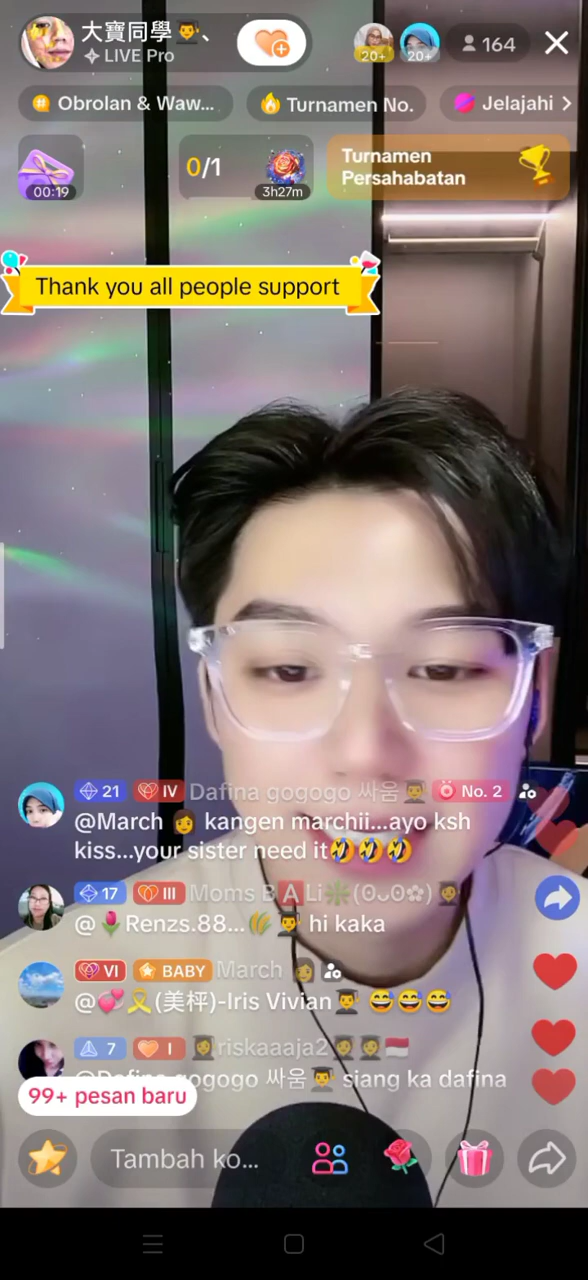 大寶同學👨‍🎓、
LIVE Pro
20+
20+
164
Obrolan & Waw...
Turnamen No.
Jelajahi
00:19
0/1
3h27m
Turnamen
Persahabatan
Thank you all people support
21 IV Dafina gogogo 싸움👨‍🎓 No. 2
@March 👩 kangen marchii...ayo ksh
kiss...your sister need it🤣🤣🤣
17 III Moms B🅰Li✳(ʘᴗʘ✿)👩‍🎓
@🌷Renzs.88...🌾👨‍🎓 hi kaka
VI BABY March 👩
@💞🎗(美枰)-Iris Vivian👨‍🎓 😅😅😅
7 I 👩‍🎓riskaaaja2👩‍🎓👩‍🎓🇮🇩
@Dafina gogogo 싸움👨‍🎓 siang ka dafina
99+ pesan baru
Tambah ko...